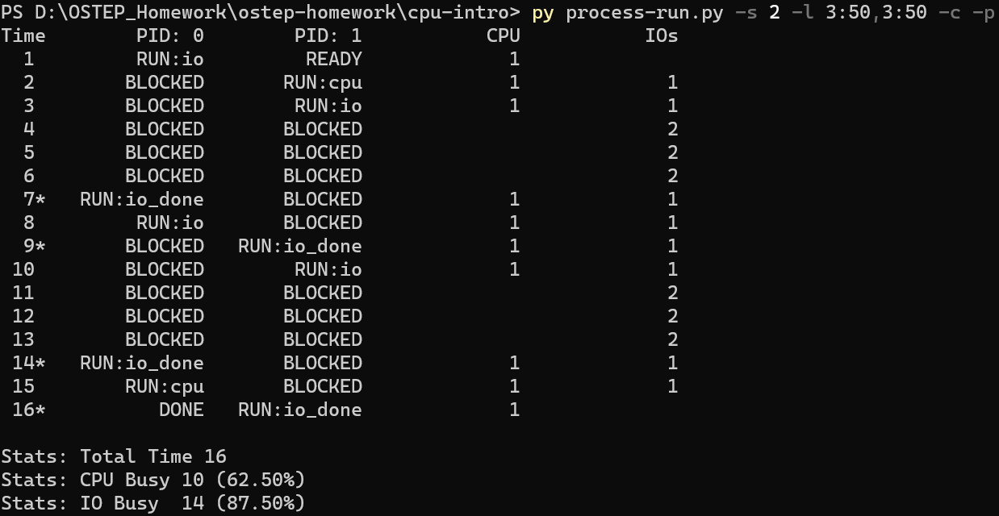 PS D:\OSTEP_Homework\ostep-homework\cpu-intro> py process-run.py -s 2 -l 3:50,3:50 -c -p
Time        PID: 0        PID: 1           CPU           IOs
  1         RUN:io         READY             1
  2        BLOCKED       RUN:cpu             1             1
  3        BLOCKED        RUN:io             1             1
  4        BLOCKED       BLOCKED                           2
  5        BLOCKED       BLOCKED                           2
  6        BLOCKED       BLOCKED                           2
  7*   RUN:io_done       BLOCKED             1             1
  8         RUN:io       BLOCKED             1             1
  9*       BLOCKED   RUN:io_done             1             1
 10        BLOCKED        RUN:io             1             1
 11        BLOCKED       BLOCKED                           2
 12        BLOCKED       BLOCKED                           2
 13        BLOCKED       BLOCKED                           2
 14*   RUN:io_done       BLOCKED             1             1
 15        RUN:cpu       BLOCKED             1             1
 16*          DONE   RUN:io_done             1

Stats: Total Time 16
Stats: CPU Busy 10 (62.50%)
Stats: IO Busy  14 (87.50%)